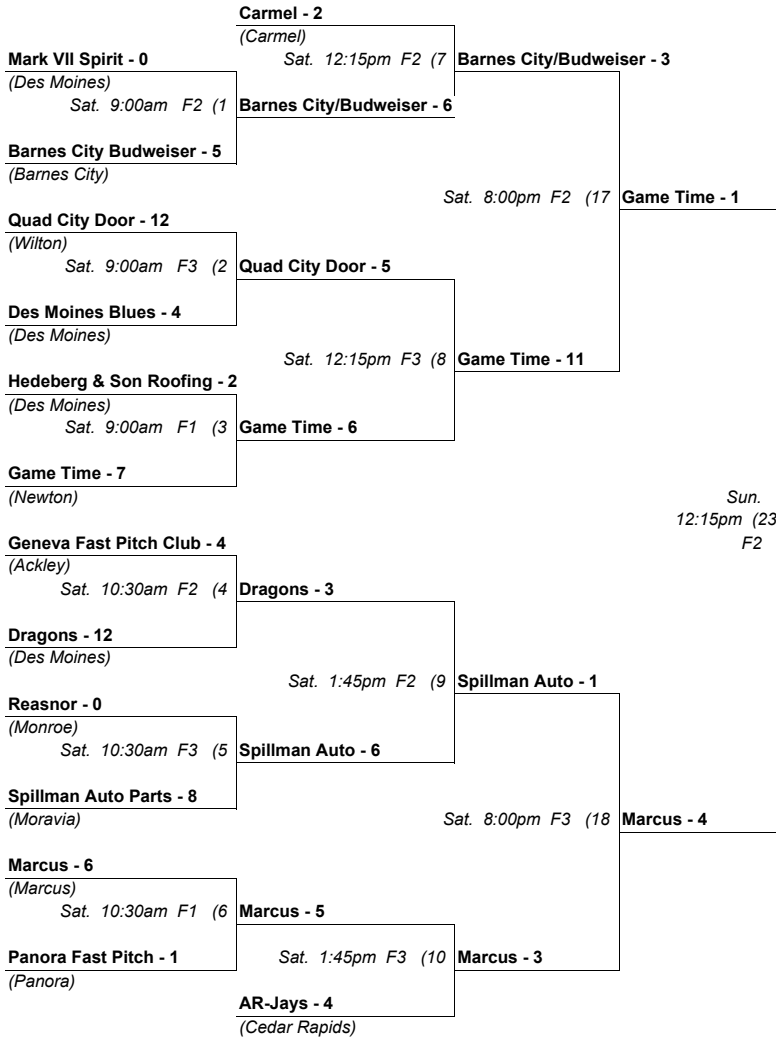 Carmel - 2
(Carmel)
Mark VII Spirit - 0
Sat. 12:15pm F2 (7
Barnes City/Budweiser - 3
(Des Moines)
Sat. 9:00am F2 (1
Barnes City/Budweiser - 6
Barnes City Budweiser - 5
(Barnes City)
Sat. 8:00pm F2 (17
Game Time - 1
Quad City Door - 12
(Wilton)
Sat. 9:00am F3 (2
Quad City Door - 5
Des Moines Blues - 4
(Des Moines)
Sat. 12:15pm F3 (8
Game Time - 11
Hedeberg & Son Roofing - 2
(Des Moines)
Sat. 9:00am F1 (3
Game Time - 6
Game Time - 7
(Newton)
Sun.
12:15pm (23
F2
Geneva Fast Pitch Club - 4
(Ackley)
Sat. 10:30am F2 (4
Dragons - 3
Dragons - 12
(Des Moines)
Sat. 1:45pm F2 (9
Spillman Auto - 1
Reasnor - 0
(Monroe)
Sat. 10:30am F3 (5
Spillman Auto - 6
Spillman Auto Parts - 8
(Moravia)
Sat. 8:00pm F3 (18
Marcus - 4
Marcus - 6
(Marcus)
Sat. 10:30am F1 (6
Marcus - 5
Panora Fast Pitch - 1
Sat. 1:45pm F3 (10
Marcus - 3
(Panora)
AR-Jays - 4
(Cedar Rapids)